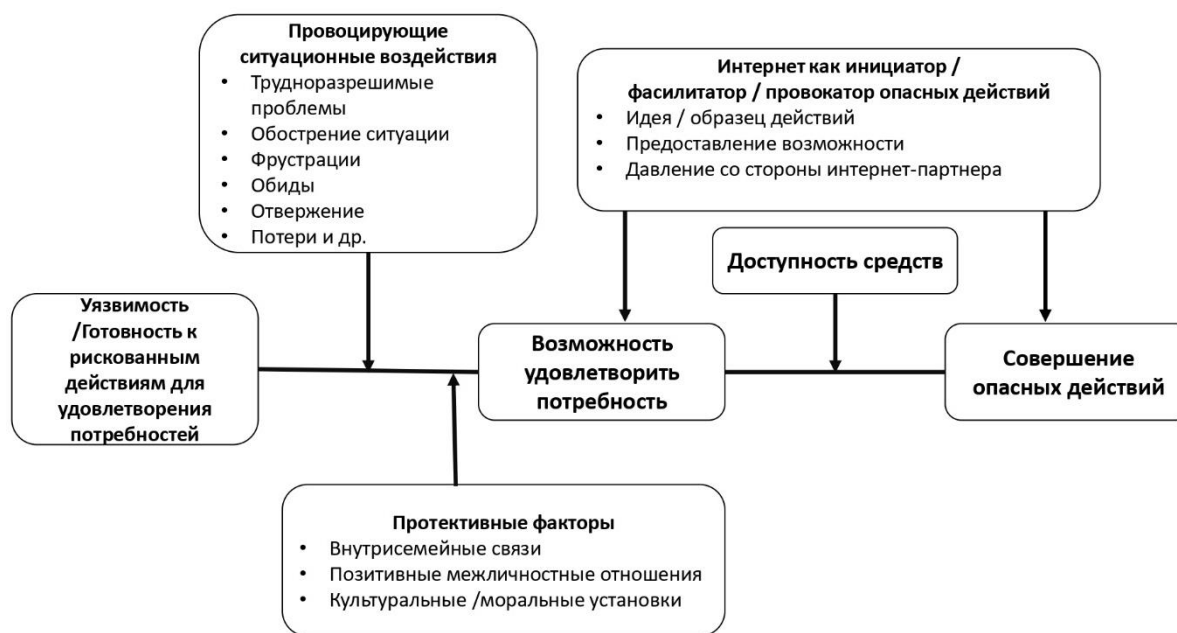 Провоцирующие
ситуационные воздействия
• Трудноразрешимые
проблемы
• Обострение ситуации
• Фрустрации
• Обиды
• Отвержение
• Потери и др.
Интернет как инициатор /
фасилитатор / провокатор опасных действий
• Идея / образец действий
• Предоставление возможности
• Давление со стороны интернет-партнера
Доступность средств
Уязвимость
/Готовность к
рискованным
действиям для
удовлетворения
потребностей
Возможность
удовлетворить
потребность
Совершение
опасных действий
Протективные факторы
• Внутрисемейные связи
• Позитивные межличностные отношения
• Культуральные /моральные установки